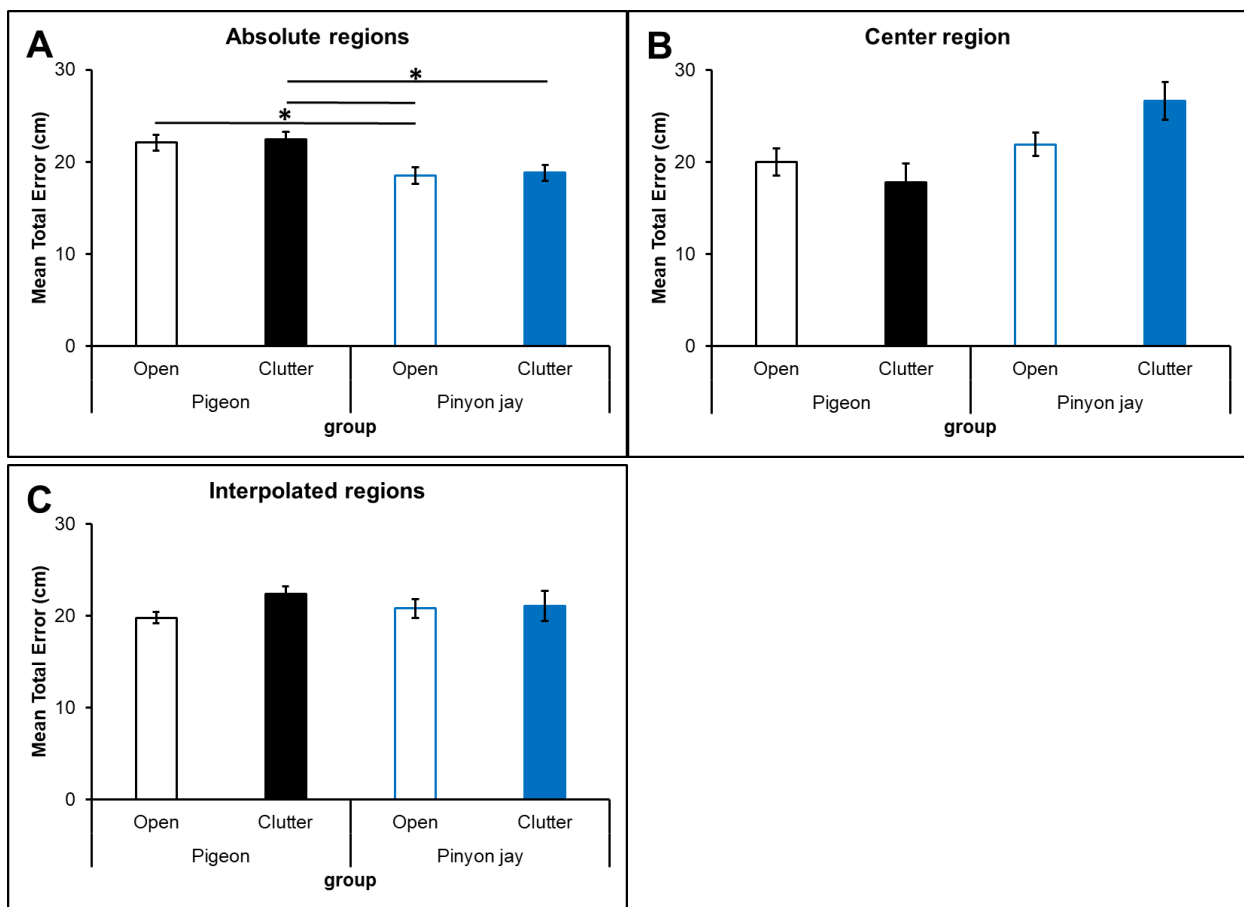 A
Absolute regions
Mean Total Error (cm)
30
20
10
0
*
*
Open Clutter Open Clutter
Pigeon Pinyon jay
group
B
Center region
Mean Total Error (cm)
30
20
10
0
Open Clutter Open Clutter
Pigeon Pinyon jay
group
C
Interpolated regions
Mean Total Error (cm)
30
20
10
0
Open Clutter Open Clutter
Pigeon Pinyon jay
group